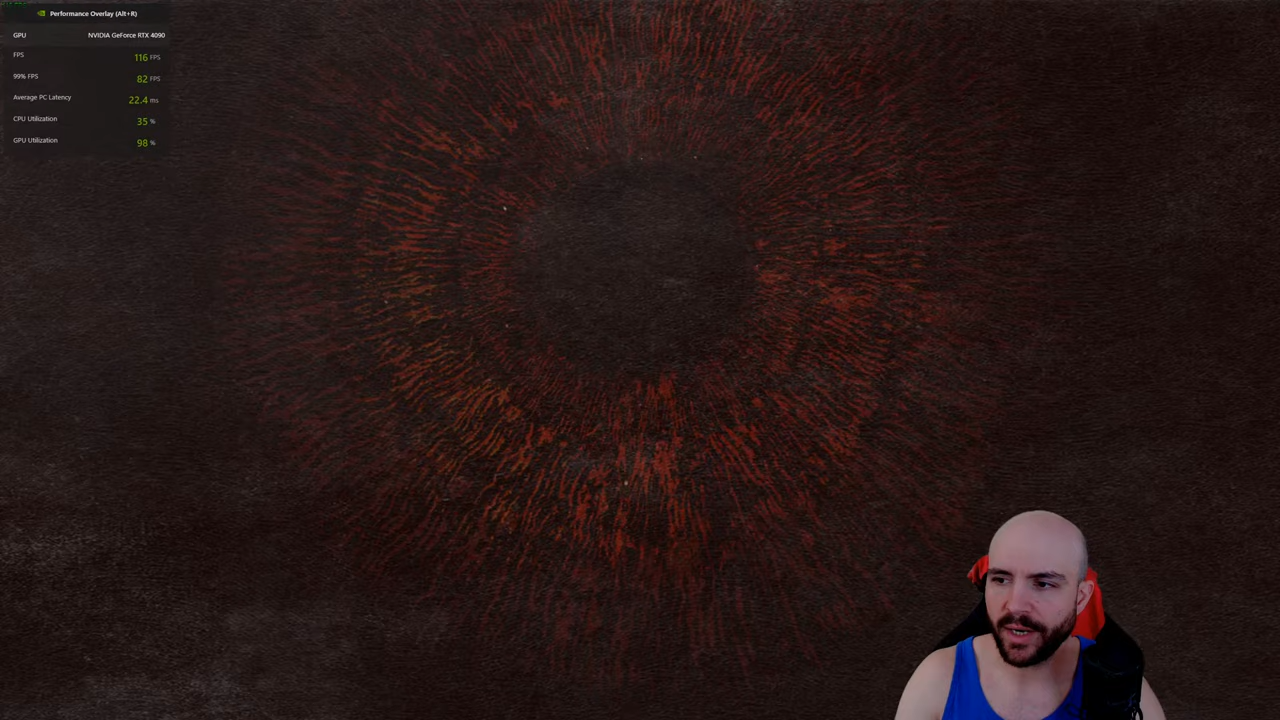 Performance Overlay (Alt+R)
GPU NVIDIA GeForce RTX 4090
FPS 116 FPS
99% FPS 82 FPS
Average PC Latency 22.4 ms
CPU Utilization 35 %
GPU Utilization 98 %